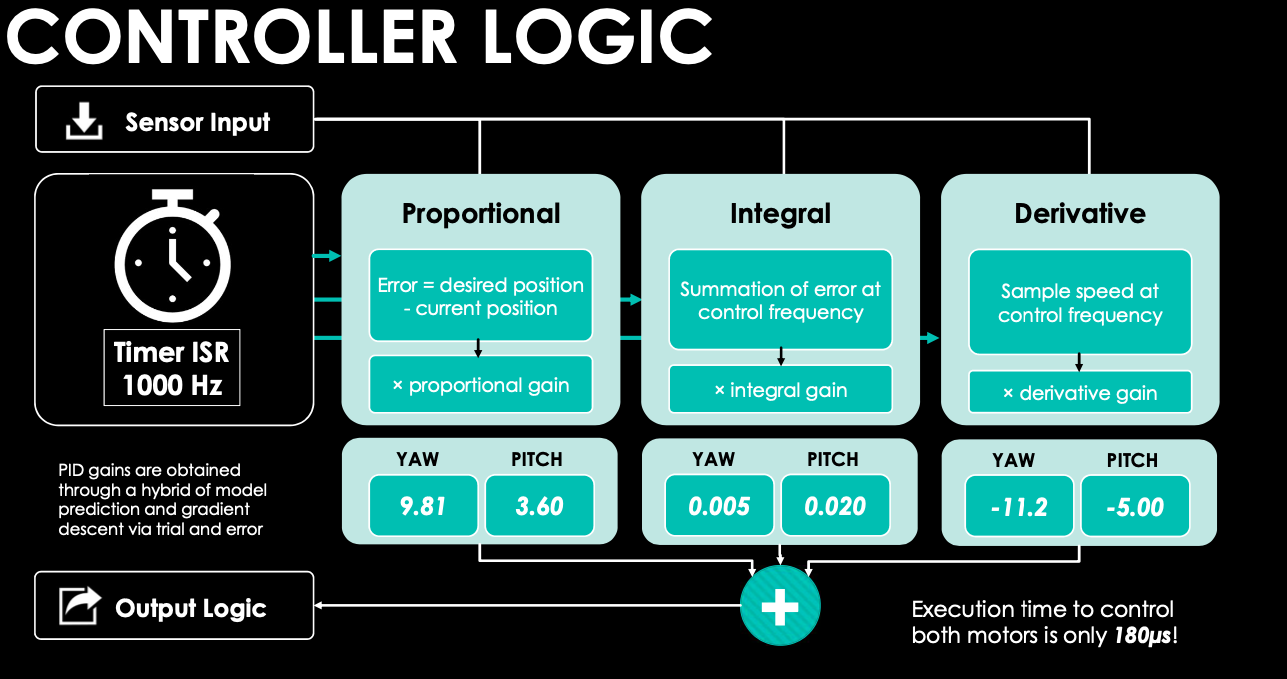 CONTROLLER LOGIC
Sensor Input
Timer ISR
1000 Hz
Proportional
Error = desired position
- current position
× proportional gain
Integral
Summation of error at
control frequency
× integral gain
Derivative
Sample speed at
control frequency
× derivative gain
YAW
PITCH
9.81
3.60
YAW
PITCH
0.005
0.020
YAW
PITCH
-11.2
-5.00
PID gains are obtained
through a hybrid of model
prediction and gradient
descent via trial and error
Output Logic
Execution time to control
both motors is only 180µs!